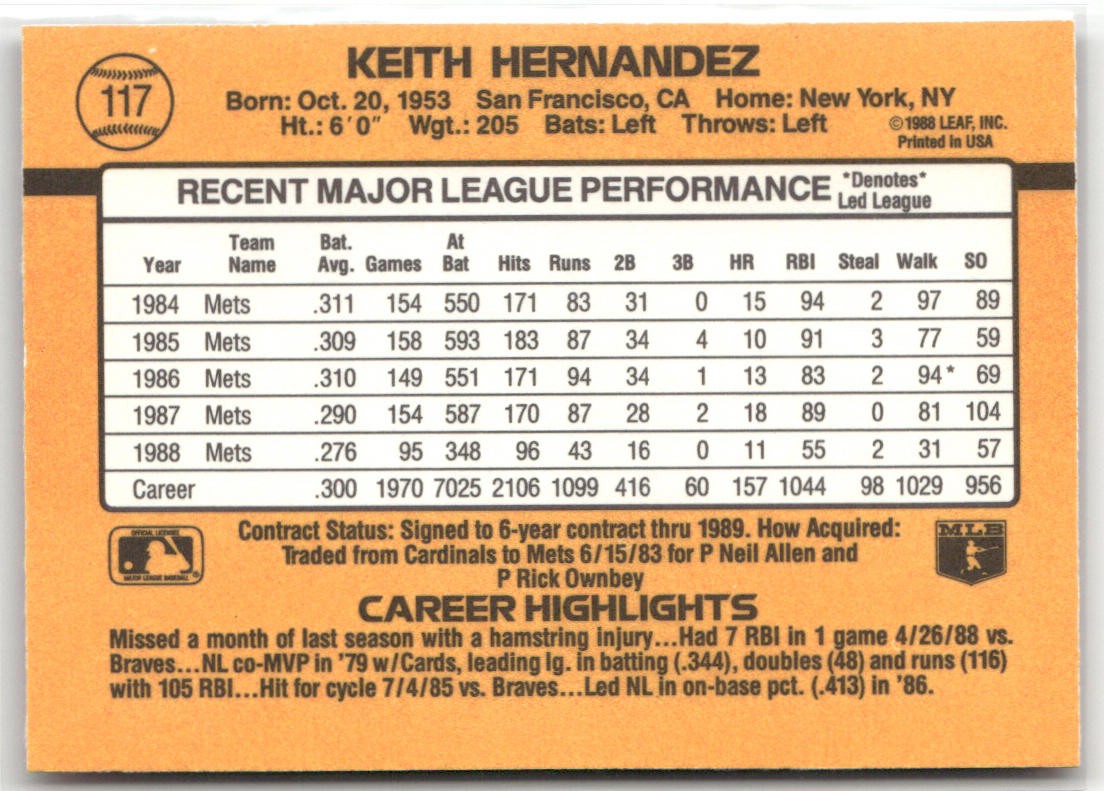 117
KEITH HERNANDEZ
Born: Oct. 20, 1953 San Francisco, CA Home: New York, NY
Ht.: 6'0" Wgt.: 205 Bats: Left Throws: Left
©1988 LEAF, INC.
Printed in USA
RECENT MAJOR LEAGUE PERFORMANCE *Denotes*
Led League
Year Team Name Bat. Avg. Games At Bat Hits Runs 2B 3B HR RBI Steal Walk SO
1984 Mets .311 154 550 171 83 31 0 15 94 2 97 89
1985 Mets .309 158 593 183 87 34 4 10 91 3 77 59
1986 Mets .310 149 551 171 94 34 1 13 83 2 94* 69
1987 Mets .290 154 587 170 87 28 2 18 89 0 81 104
1988 Mets .276 95 348 96 43 16 0 11 55 2 31 57
Career .300 1970 7025 2106 1099 416 60 157 1044 98 1029 956
OFFICIAL LICENSEE
MAJOR LEAGUE BASEBALL
Contract Status: Signed to 6-year contract thru 1989. How Acquired:
Traded from Cardinals to Mets 6/15/83 for P Neil Allen and
P Rick Ownbey
MLB
CAREER HIGHLIGHTS
Missed a month of last season with a hamstring injury...Had 7 RBI in 1 game 4/26/88 vs.
Braves...NL co-MVP in '79 w/Cards, leading lg. in batting (.344), doubles (48) and runs (116)
with 105 RBI...Hit for cycle 7/4/85 vs. Braves...Led NL in on-base pct. (.413) in '86.